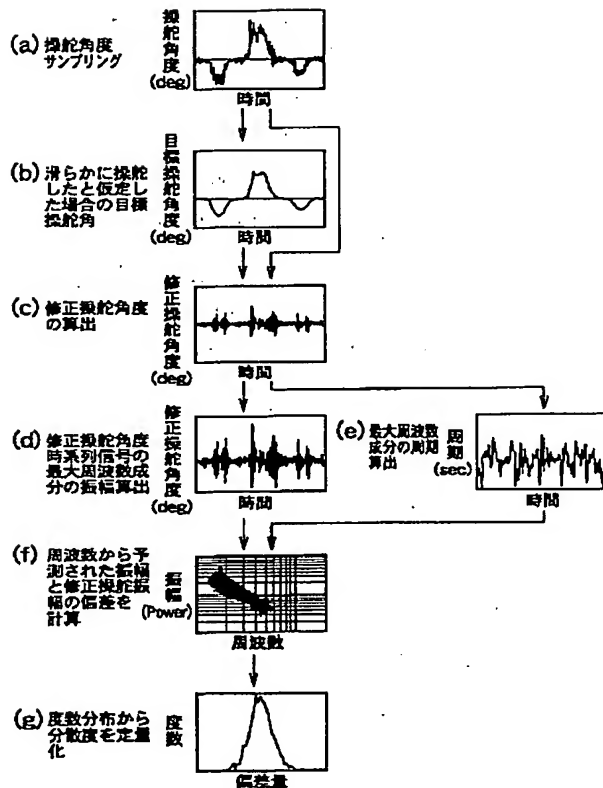 (a) 操舵角度
サンプリング
操舵角度
(deg)
時間
(b) 滑らかに操舵
したと仮定し
た場合の目標
操舵角
目標操舵角度
(deg)
時間
(c) 修正操舵角度
の算出
修正操舵角度
(deg)
時間
(d) 修正操舵角度
時系列信号の
最大周波数成
分の振幅算出
修正操舵角度
(deg)
時間
(e) 最大周波数
成分の周期
算出
周期
(sec)
時間
(f) 周波数から予
測された振幅
と修正操舵振
幅の偏差を
計算
振幅
(Power)
周波数
(g) 度数分布から
分散度を定量
化
度数
偏差量